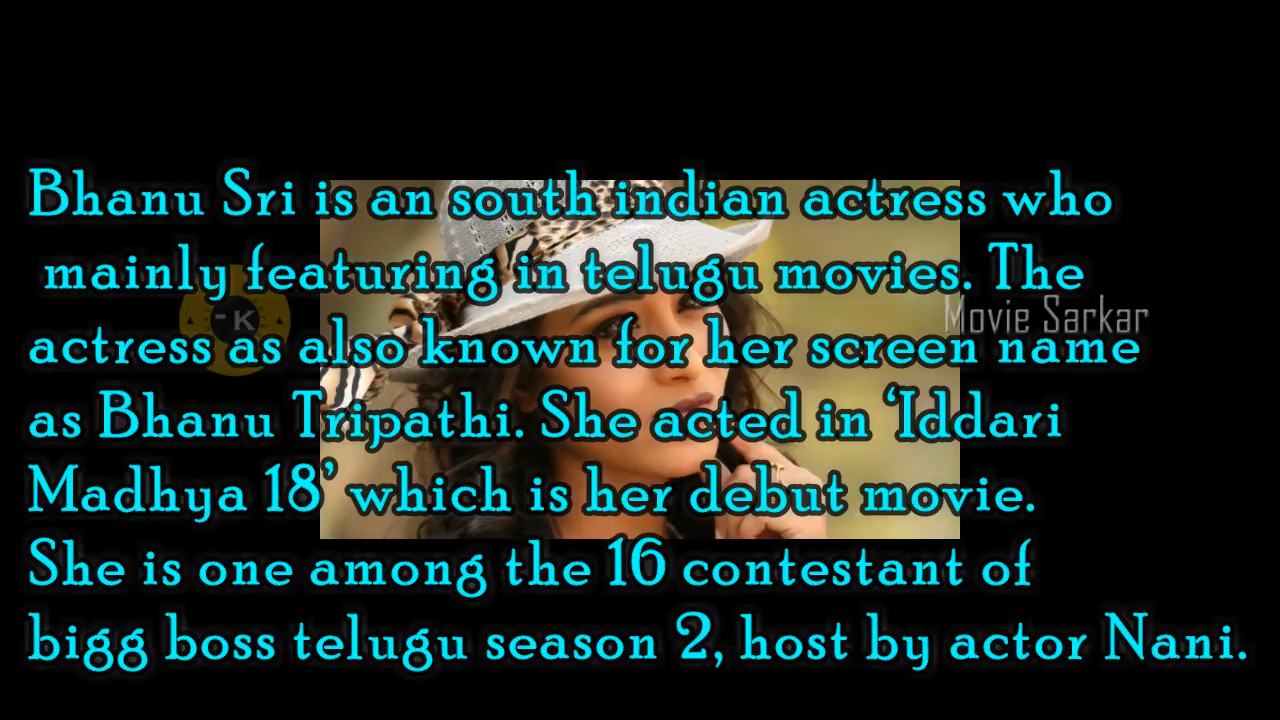 Bhanu Sri is an south indian actress who
mainly featuring in telugu movies. The
actress as also known for her screen name
as Bhanu Tripathi. She acted in ‘Iddari
Madhya 18’ which is her debut movie.
She is one among the 16 contestant of
bigg boss telugu season 2, host by actor Nani.
-K
Movie Sarkar